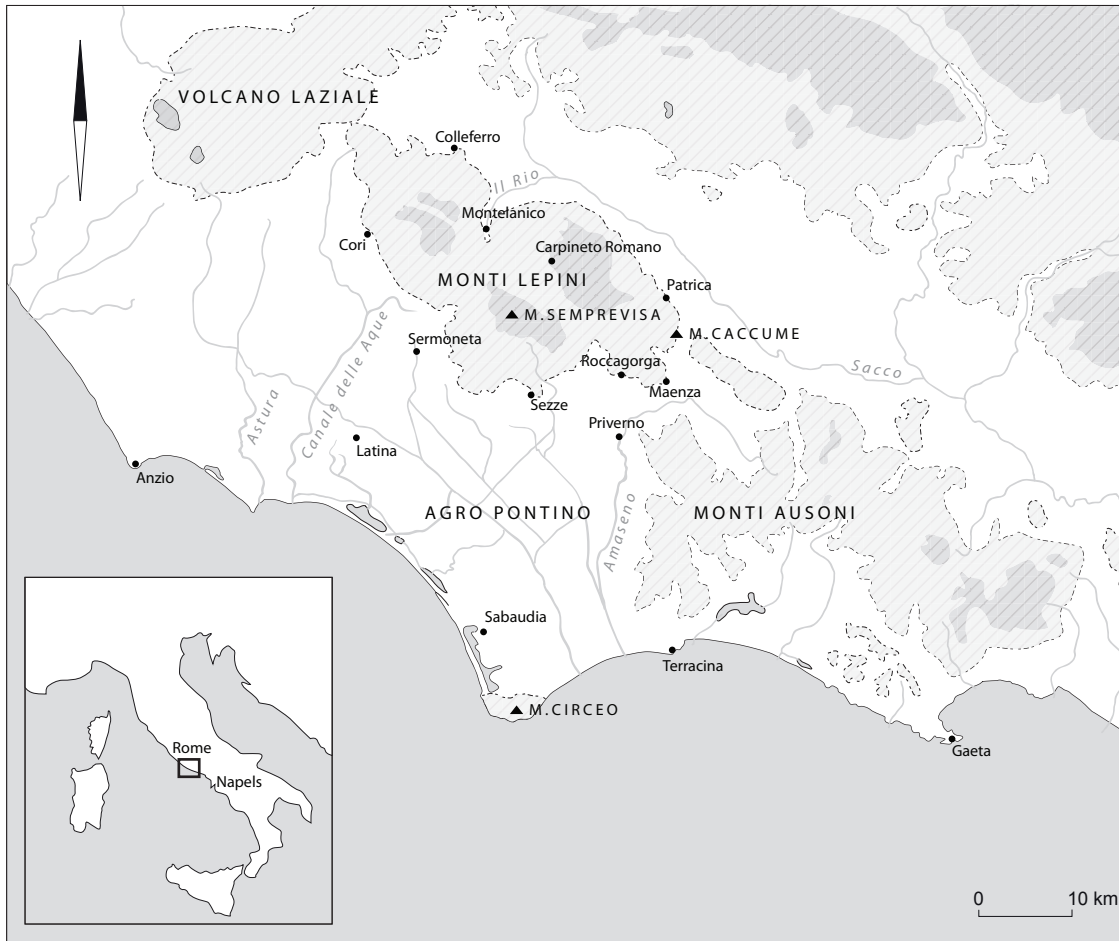 VOLCANO LAZIALE
Colleferro
Il Rio
Montelanico
Cori
Carpineto Romano
MONTI LEPINI
Patrica
M.SEMPREVISA
M.CACCUME
Sermoneta
Canale delle Aque
Roccagorga
Sacco
Maenza
Sezze
Astura
Priverno
Latina
Anzio
AGRO PONTINO
MONTI AUSONI
Amaseno
Sabaudia
Terracina
M.CIRCEO
Gaeta
Rome
Napels
0 10 km